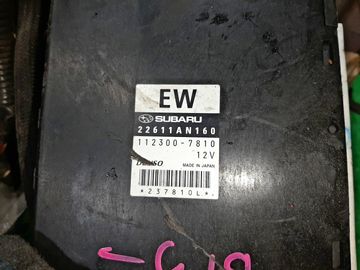 EW
SUBARU
22611AN160
112300-7810
12V
DENSO MADE IN JAPAN
*237810L*